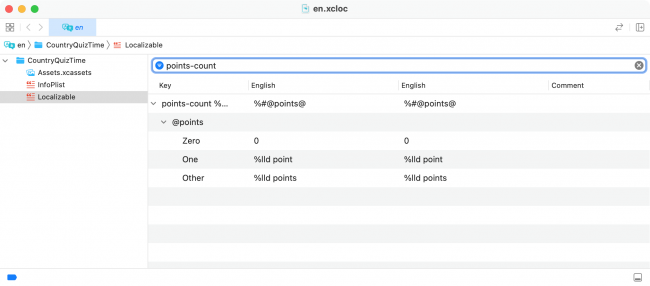 en.xcloc
en
en CountryQuizTime Localizable
CountryQuizTime
Assets.xcassets
InfoPlist
Localizable
points-count
Key English English Comment
points-count %... %#@points@ %#@points@
@points
Zero 0 0
One %lld point %lld point
Other %lld points %lld points